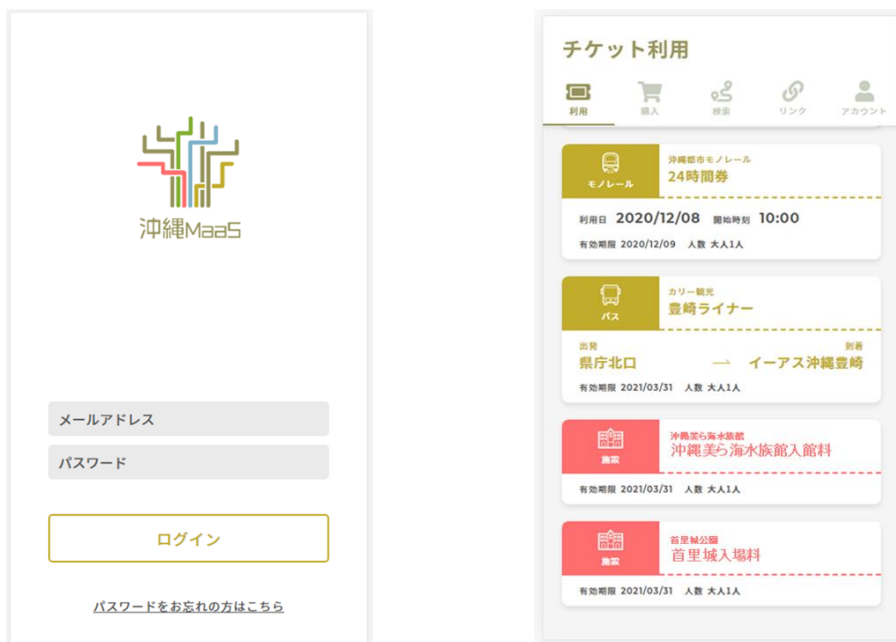 沖縄MaaS
メールアドレス
パスワード
ログイン
パスワードをお忘れの方はこちら
チケット利用
利用
購入
検索
リンク
アカウント
モノレール
沖縄都市モノレール
24時間券
利用日 2020/12/08 開始時刻 10:00
有効期限 2020/12/09 人数 大人1人
バス
カリー観光
豊崎ライナー
出発 到着
県庁北口 → イーアス沖縄豊崎
有効期限 2021/03/31 人数 大人1人
施設
沖縄美ら海水族館
沖縄美ら海水族館入館料
有効期限 2021/03/31 人数 大人1人
施設
首里城公園
首里城入場料
有効期限 2021/03/31 人数 大人1人